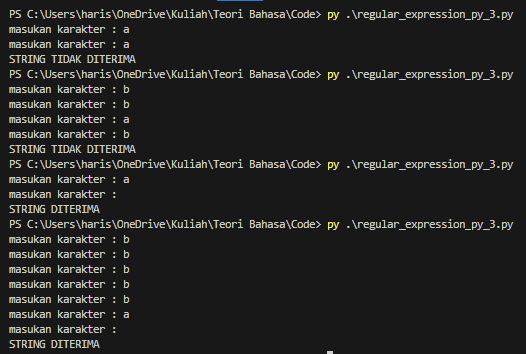 PS C:\Users\haris\OneDrive\Kuliah\Teori Bahasa\Code> py .\regular_expression_py_3.py
masukan karakter : a
masukan karakter : a
STRING TIDAK DITERIMA
PS C:\Users\haris\OneDrive\Kuliah\Teori Bahasa\Code> py .\regular_expression_py_3.py
masukan karakter : b
masukan karakter : b
masukan karakter : a
masukan karakter : b
STRING TIDAK DITERIMA
PS C:\Users\haris\OneDrive\Kuliah\Teori Bahasa\Code> py .\regular_expression_py_3.py
masukan karakter : a
masukan karakter :
STRING DITERIMA
PS C:\Users\haris\OneDrive\Kuliah\Teori Bahasa\Code> py .\regular_expression_py_3.py
masukan karakter : b
masukan karakter : b
masukan karakter : b
masukan karakter : b
masukan karakter : b
masukan karakter : a
masukan karakter :
STRING DITERIMA